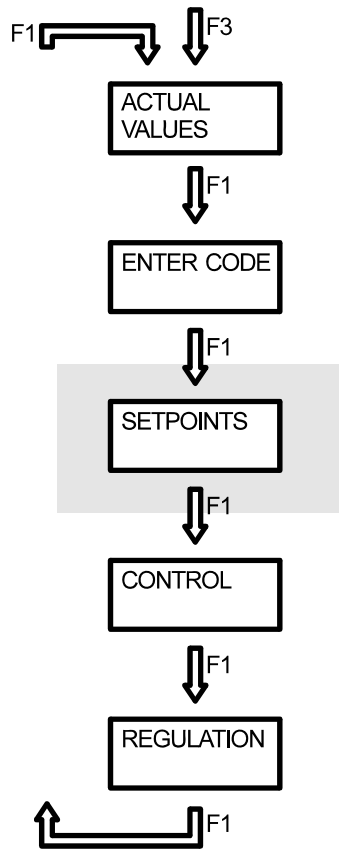 F1
F3
ACTUAL
VALUES
F1
ENTER CODE
F1
SETPOINTS
F1
CONTROL
F1
REGULATION
F1